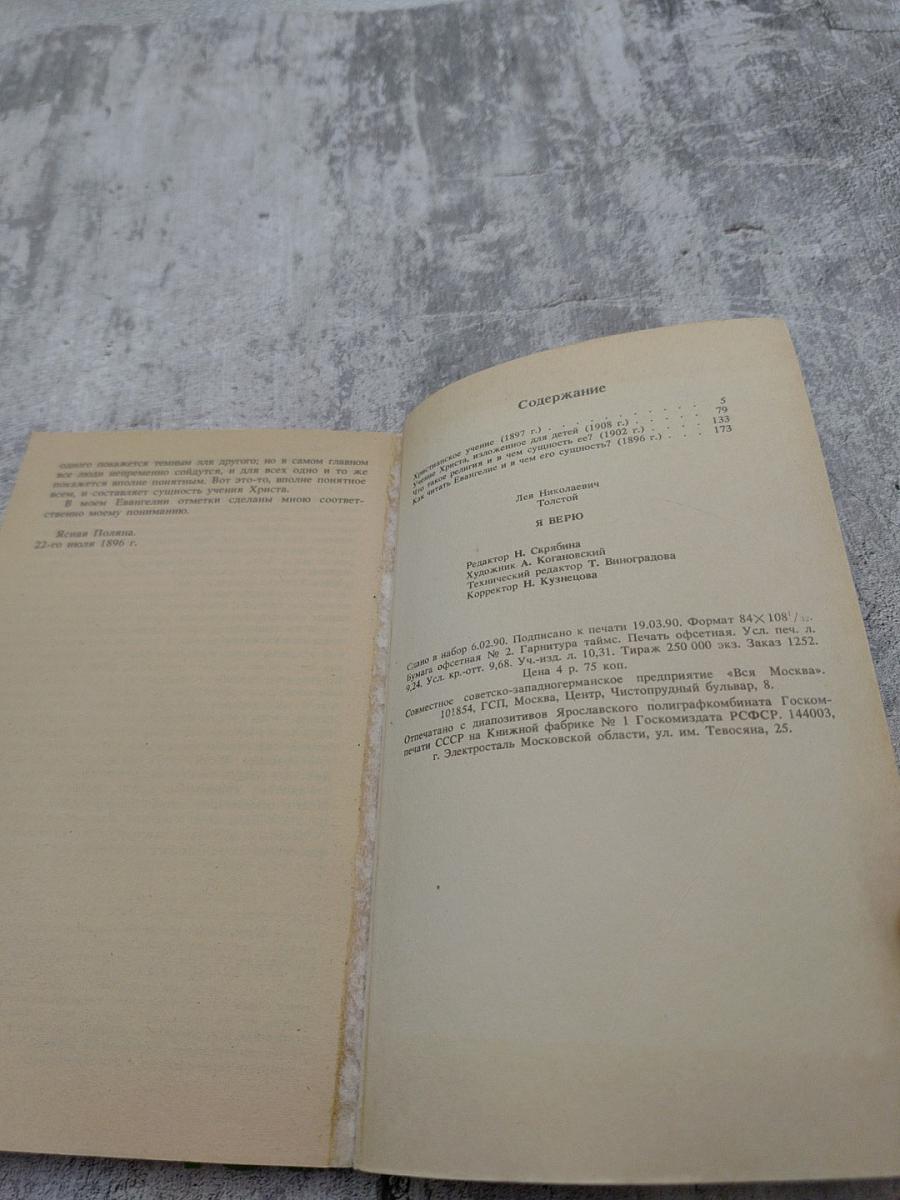 одного покажется темным для другого; но в самом главном
все люди непременно сойдутся, и для всех одно и то же
покажется вполне понятным. Вот это-то, вполне понятное
всем, и составляет сущность учения Христа.
В моем Евангелии отметки сделаны мною соответ-
ственно моему пониманию.
Ясная Поляна.
22-го июля 1896 г.
Содержание
Христианское учение (1897 г.) . . . . . . . . . . 5
Учение Христа, изложенное для детей (1908 г.) . . . . . 79
Что такое религия и в чем сущность ее? (1902 г.) . . . . 133
Как читать Евангелие и в чем его сущность? (1896 г.) . . . 173
Лев Николаевич
Толстой
Я ВЕРЮ
Редактор Н. Скрябина
Художник А. Когановский
Технический редактор Т. Виноградова
Корректор Н. Кузнецова
Сдано в набор 6.02.90. Подписано к печати 19.03.90. Формат 84×108¹/₃₂.
Бумага офсетная № 2. Гарнитура таймс. Печать офсетная. Усл. печ. л.
9,24. Усл. кр.-отт. 9,68. Уч.-изд. л. 10,31. Тираж 250 000 экз. Заказ 1252.
Цена 4 р. 75 коп.
Совместное советско-западногерманское предприятие «Вся Москва».
101854, ГСП, Москва, Центр, Чистопрудный бульвар, 8.
Отпечатано с диапозитивов Ярославского полиграфкомбината Госком-
печати СССР на Книжной фабрике № 1 Госкомиздата РСФСР. 144003,
г. Электросталь Московской области, ул. им. Тевосяна, 25.